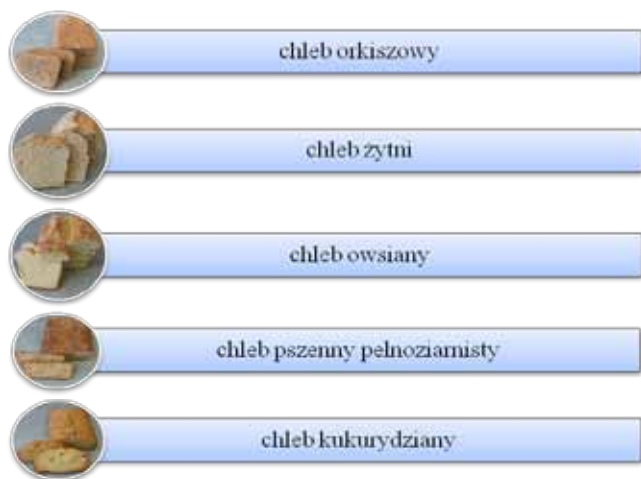 chleb orkiszowy
chleb żytni
chleb owsiany
chleb pszenny pełnoziarnisty
chleb kukurydziany